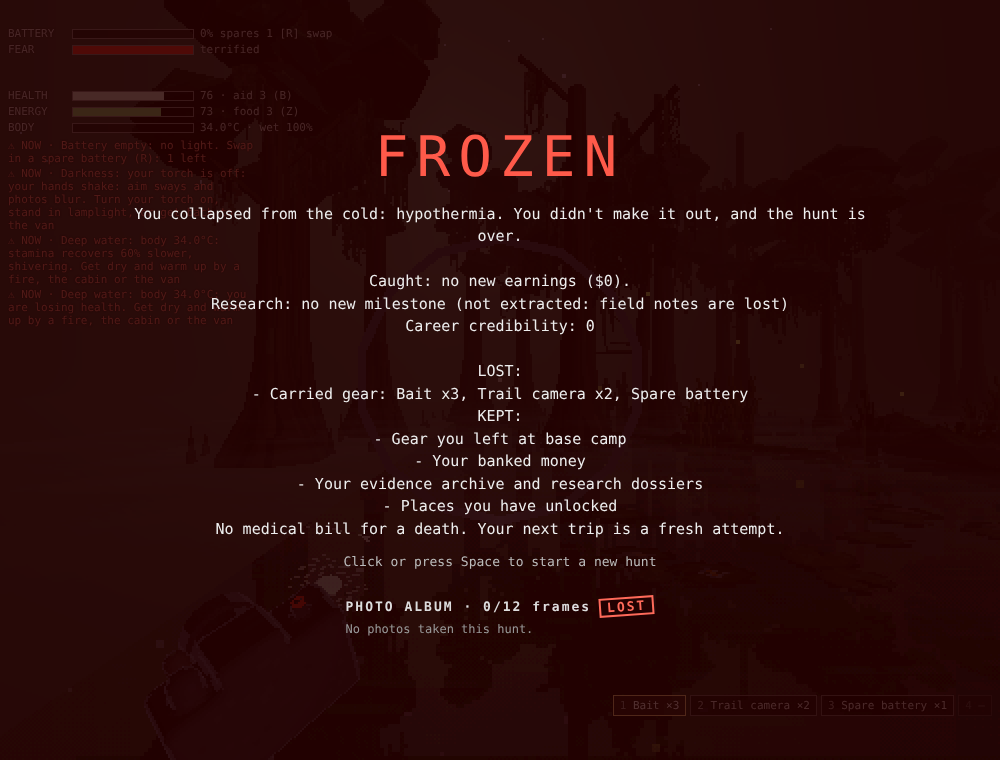 BATTERY 0% spares 1 [R] swap
FEAR terrified
HEALTH 76 · aid 3 (B)
ENERGY 73 · food 3 (Z)
BODY 34.0°C · wet 100%
⚠ NOW · Battery empty: no light. Swap
in a spare battery (R): 1 left
⚠ NOW · Darkness: your torch is off:
your hands shake: aim sways and
photos blur. Turn your torch on,
stand in lamplight,
the van
⚠ NOW · Deep water: body 34.0°C:
stamina recovers 60% slower,
shivering. Get dry and warm up by a
fire, the cabin or the van
⚠ NOW · Deep water: body 34.0°C: you
are losing health. Get dry and
up by a fire, the cabin or the van
FROZEN
You collapsed from the cold: hypothermia. You didn't make it out, and the hunt is
over.
Caught: no new earnings ($0).
Research: no new milestone (not extracted: field notes are lost)
Career credibility: 0
LOST:
- Carried gear: Bait x3, Trail camera x2, Spare battery
KEPT:
- Gear you left at base camp
- Your banked money
- Your evidence archive and research dossiers
- Places you have unlocked
No medical bill for a death. Your next trip is a fresh attempt.
Click or press Space to start a new hunt
PHOTO ALBUM · 0/12 frames LOST
No photos taken this hunt.
1 Bait ×3 2 Trail camera ×2 3 Spare battery ×1 4 —